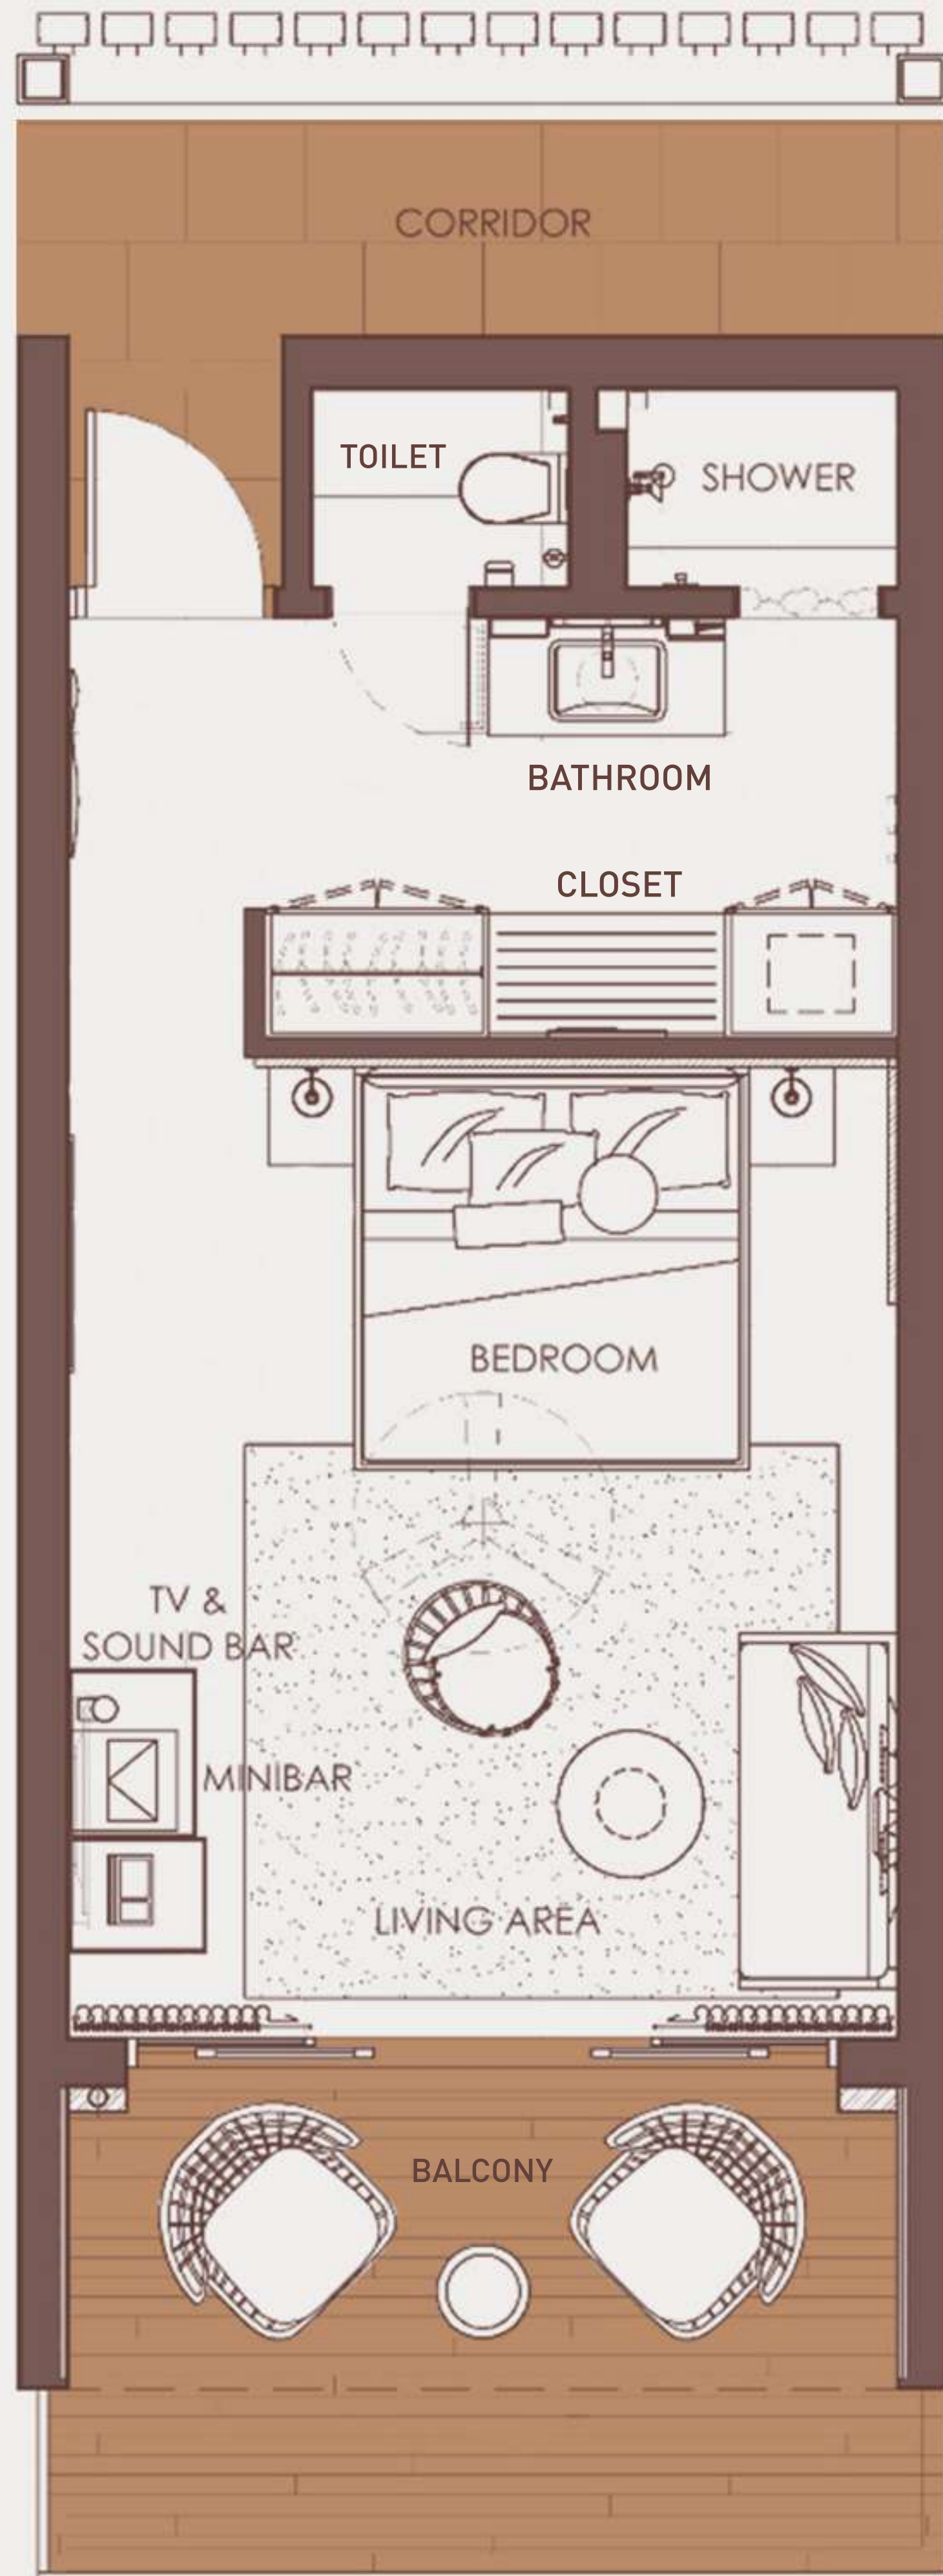 CORRIDOR
TOILET
SHOWER
BATHROOM
CLOSET
BEDROOM
TV &
SOUND BAR
MINIBAR
LIVING AREA
BALCONY